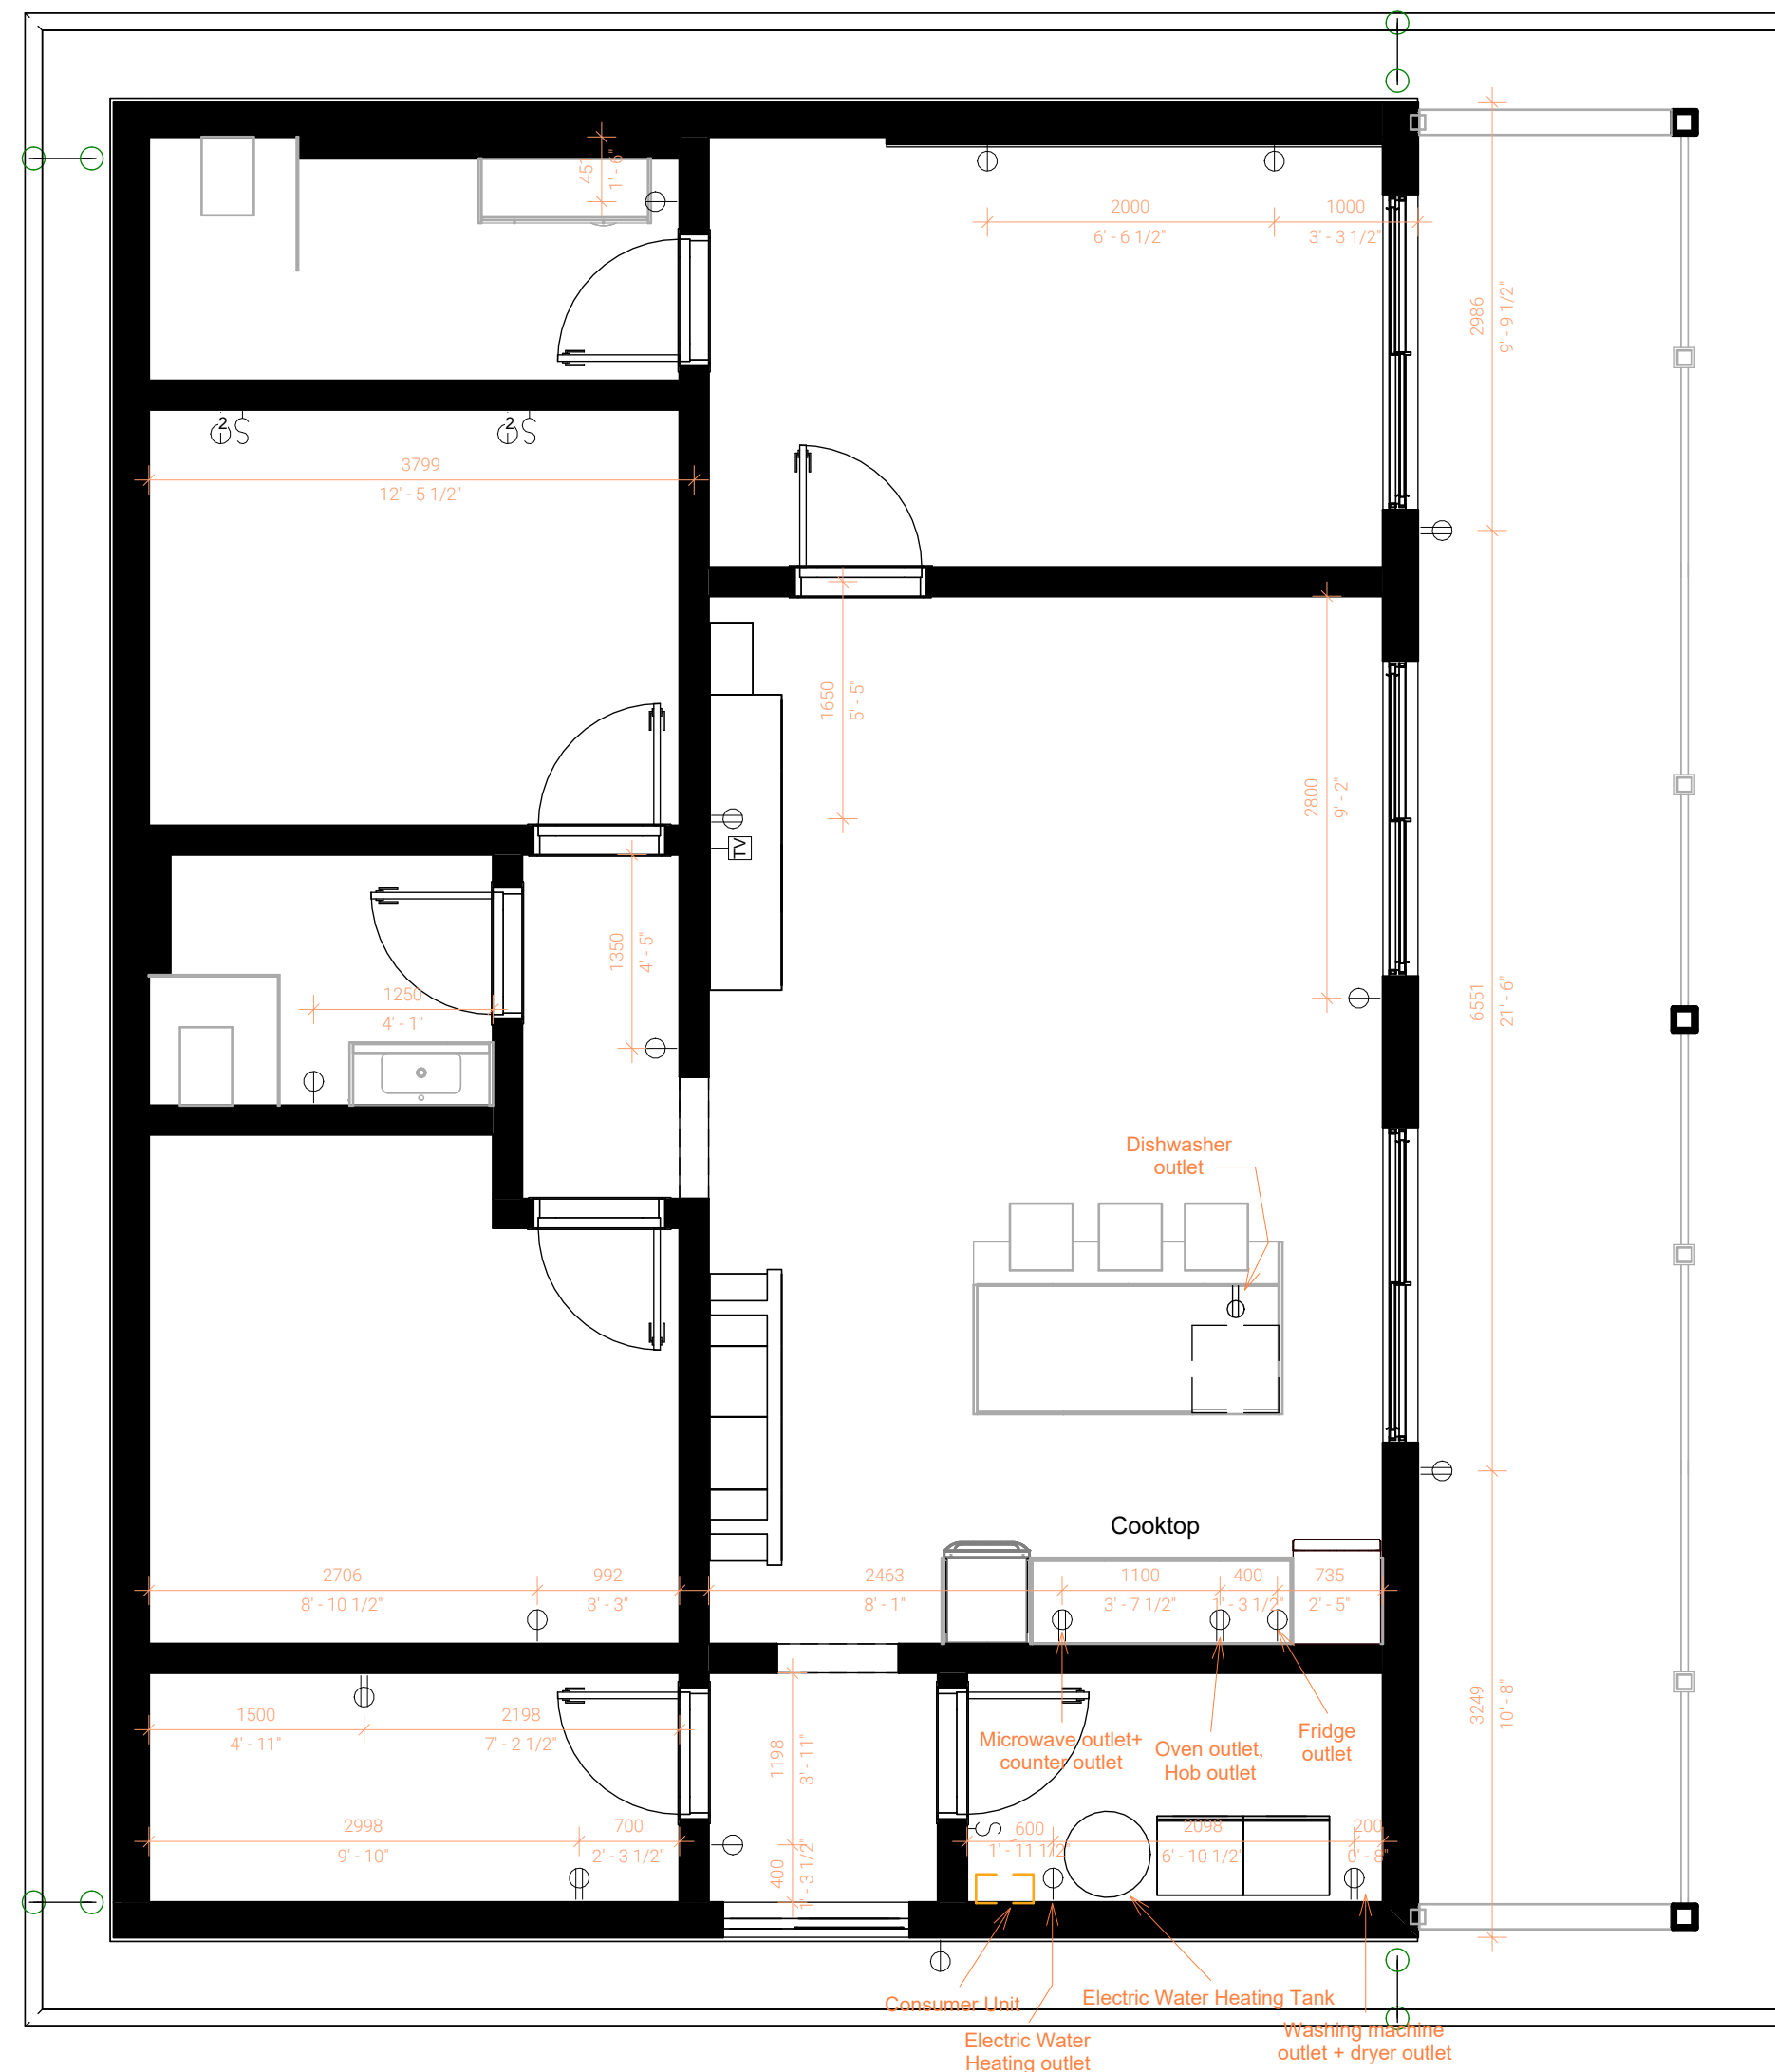 451
1' - 6"
2000
6' - 6 1/2"
1000
3' - 3 1/2"
2986
9' - 9 1/2"
2
S
2
S
3799
12' - 5 1/2"
1650
5' - 5"
2800
9' - 2"
TV
1350
4' - 5"
1250
4' - 1"
6551
21' - 6"
Dishwasher
outlet
Cooktop
2706
8' - 10 1/2"
992
3' - 3"
2463
8' - 1"
1100
3' - 7 1/2"
400
1' - 3 1/2"
735
2' - 5"
1500
4' - 11"
2198
7' - 2 1/2"
1198
3' - 11"
Microwave outlet+
counter outlet
Oven outlet,
Hob outlet
Fridge
outlet
3249
10' - 8"
2998
9' - 10"
700
2' - 3 1/2"
400
1' - 3 1/2"
S
600
1' - 11 1/2"
2098
6' - 10 1/2"
200
0' - 8"
Consumer Unit
Electric Water Heating Tank
Electric Water
Heating outlet
Washing machine
outlet + dryer outlet